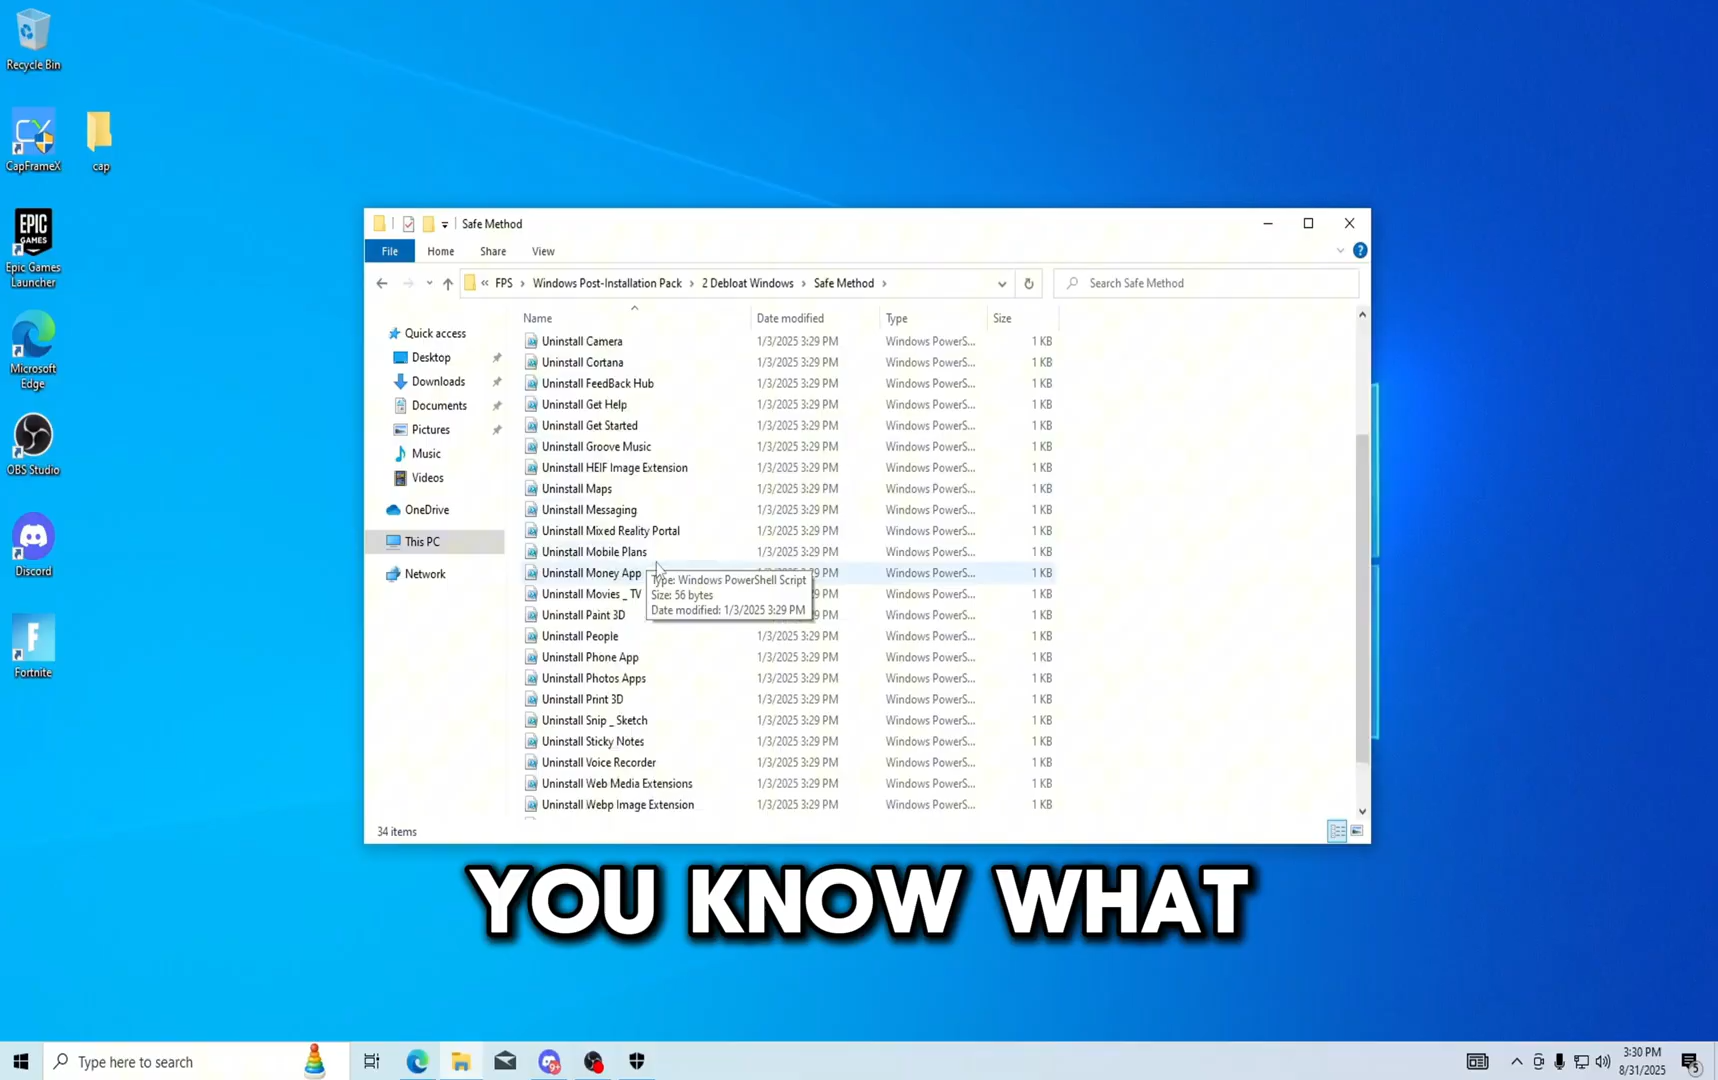 Recycle Bin
CapFrameX
cap
EPIC
GAMES
Epic Games
Launcher
Microsoft
Edge
OBS Studio
Discord
Fortnite
Safe Method
File
Home
Share
View
« FPS › Windows Post-Installation Pack › 2 Debloat Windows › Safe Method ›
Search Safe Method
Quick access
Desktop
Downloads
Documents
Pictures
Music
Videos
OneDrive
This PC
Network
Name Date modified Type Size
Uninstall Camera 1/3/2025 3:29 PM Windows PowerS... 1 KB
Uninstall Cortana 1/3/2025 3:29 PM Windows PowerS... 1 KB
Uninstall FeedBack Hub 1/3/2025 3:29 PM Windows PowerS... 1 KB
Uninstall Get Help 1/3/2025 3:29 PM Windows PowerS... 1 KB
Uninstall Get Started 1/3/2025 3:29 PM Windows PowerS... 1 KB
Uninstall Groove Music 1/3/2025 3:29 PM Windows PowerS... 1 KB
Uninstall HEIF Image Extension 1/3/2025 3:29 PM Windows PowerS... 1 KB
Uninstall Maps 1/3/2025 3:29 PM Windows PowerS... 1 KB
Uninstall Messaging 1/3/2025 3:29 PM Windows PowerS... 1 KB
Uninstall Mixed Reality Portal 1/3/2025 3:29 PM Windows PowerS... 1 KB
Uninstall Mobile Plans 1/3/2025 3:29 PM Windows PowerS... 1 KB
Uninstall Money App 1/3/2025 3:29 PM Windows PowerS... 1 KB
Type: Windows PowerShell Script
Size: 56 bytes
Date modified: 1/3/2025 3:29 PM
Uninstall Movies _ TV Windows PowerS... 1 KB
Uninstall Paint 3D Windows PowerS... 1 KB
Uninstall People 1/3/2025 3:29 PM Windows PowerS... 1 KB
Uninstall Phone App 1/3/2025 3:29 PM Windows PowerS... 1 KB
Uninstall Photos Apps 1/3/2025 3:29 PM Windows PowerS... 1 KB
Uninstall Print 3D 1/3/2025 3:29 PM Windows PowerS... 1 KB
Uninstall Snip _ Sketch 1/3/2025 3:29 PM Windows PowerS... 1 KB
Uninstall Sticky Notes 1/3/2025 3:29 PM Windows PowerS... 1 KB
Uninstall Voice Recorder 1/3/2025 3:29 PM Windows PowerS... 1 KB
Uninstall Web Media Extensions 1/3/2025 3:29 PM Windows PowerS... 1 KB
Uninstall Webp Image Extension 1/3/2025 3:29 PM Windows PowerS... 1 KB
34 items
YOU KNOW WHAT
Type here to search
9+
3:30 PM
8/31/2025
5